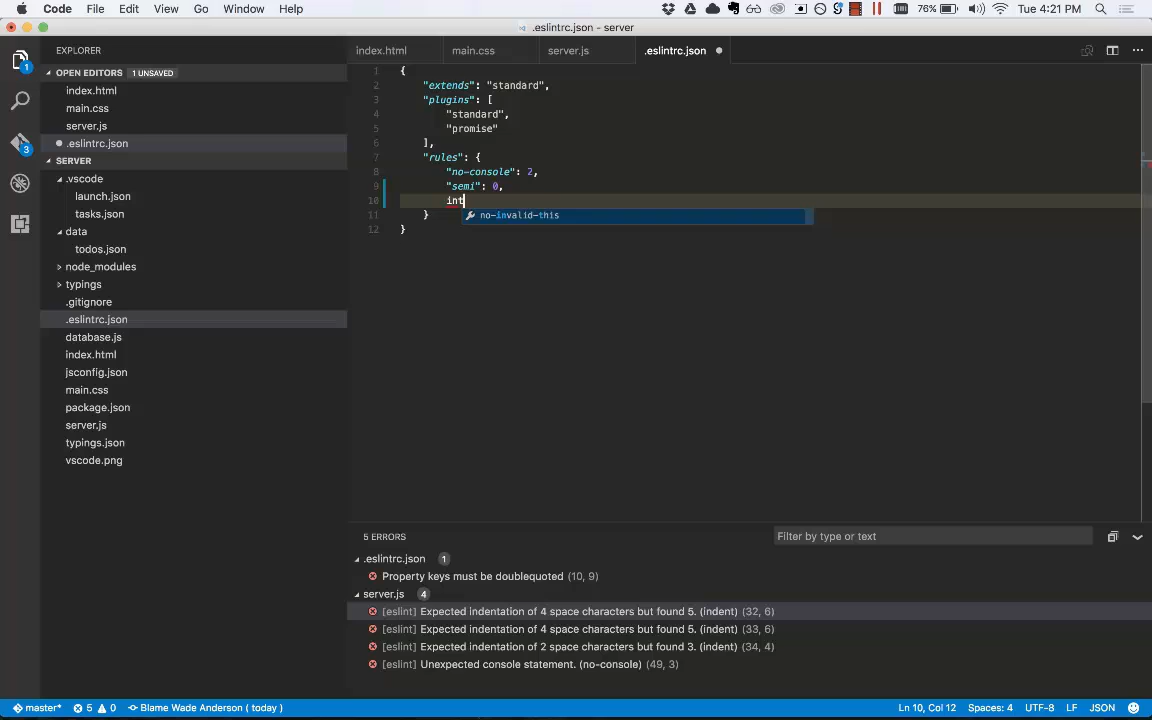 Code File Edit View Go Window Help 76% Tue 4:21 PM
.eslintrc.json - server
EXPLORER
OPEN EDITORS 1 UNSAVED
index.html
main.css
server.js
.eslintrc.json
SERVER
.vscode
launch.json
tasks.json
data
todos.json
node_modules
typings
.gitignore
.eslintrc.json
database.js
index.html
jsconfig.json
main.css
package.json
server.js
typings.json
vscode.png
1
3
index.html main.css server.js .eslintrc.json
1 {
2 "extends": "standard",
3 "plugins": [
4 "standard",
5 "promise"
6 ],
7 "rules": {
8 "no-console": 2,
9 "semi": 0,
10 int
11 }
12 }
no-invalid-this
5 ERRORS Filter by type or text
.eslintrc.json 1
Property keys must be doublequoted (10, 9)
server.js 4
[eslint] Expected indentation of 4 space characters but found 5. (indent) (32, 6)
[eslint] Expected indentation of 4 space characters but found 5. (indent) (33, 6)
[eslint] Expected indentation of 2 space characters but found 3. (indent) (34, 4)
[eslint] Unexpected console statement. (no-console) (49, 3)
master* 5 0 Blame Wade Anderson ( today ) Ln 10, Col 12 Spaces: 4 UTF-8 LF JSON